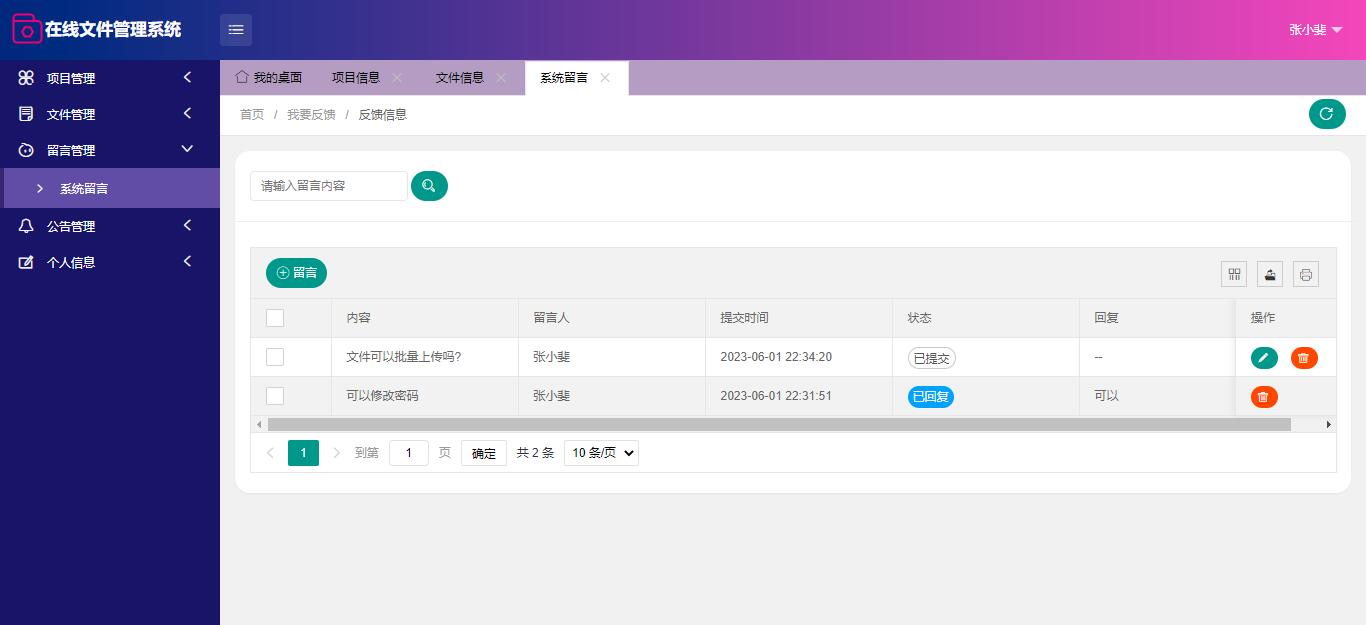 在线文件管理系统
张小斐
项目管理
文件管理
留言管理
系统留言
公告管理
个人信息
我的桌面 项目信息 文件信息 系统留言
首页 / 我要反馈 / 反馈信息
请输入留言内容
留言
内容 留言人 提交时间 状态 回复 操作
文件可以批量上传吗? 张小斐 2023-06-01 22:34:20 已提交 --
可以修改密码 张小斐 2023-06-01 22:31:51 已回复 可以
1 到第 1 页 确定 共 2 条 10 条/页